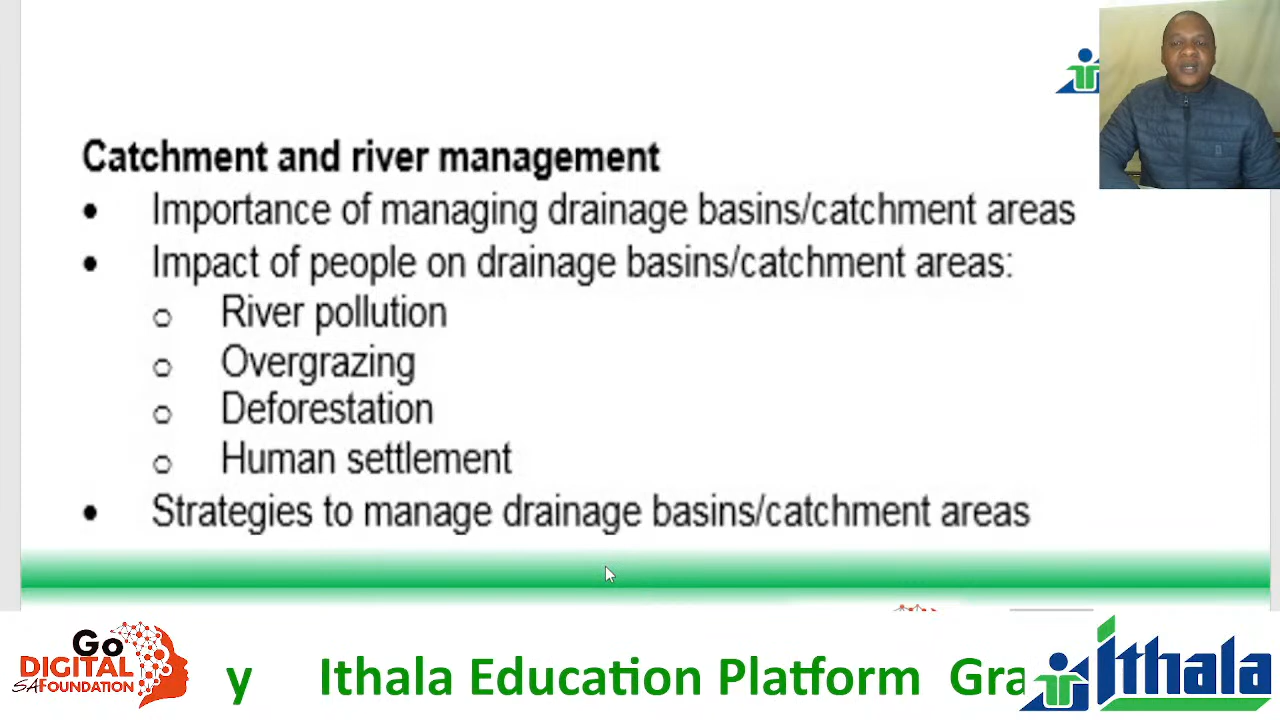 Catchment and river management
• Importance of managing drainage basins/catchment areas
• Impact of people on drainage basins/catchment areas:
o River pollution
o Overgrazing
o Deforestation
o Human settlement
• Strategies to manage drainage basins/catchment areas
Go
DIGITAL
SA FOUNDATION
y Ithala Education Platform Gra
Ithala